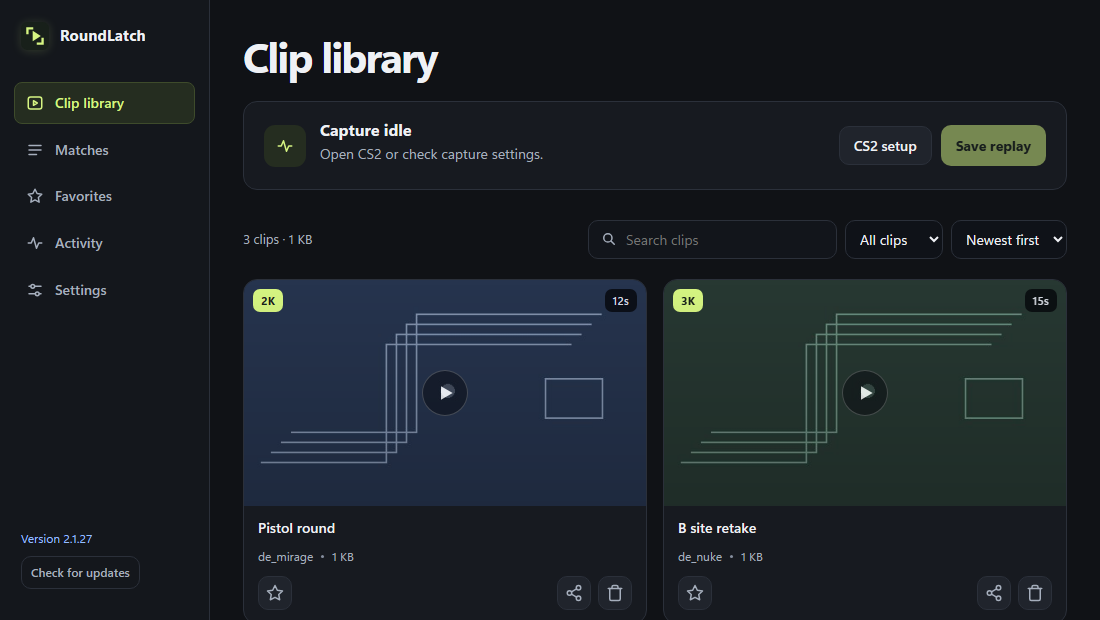 RoundLatch
Clip library
Matches
Favorites
Activity
Settings
Version 2.1.27
Check for updates
Clip library
Capture idle
Open CS2 or check capture settings.
CS2 setup
Save replay
3 clips · 1 KB
Search clips
All clips
Newest first
2K
12s
Pistol round
de_mirage • 1 KB
3K
15s
B site retake
de_nuke • 1 KB